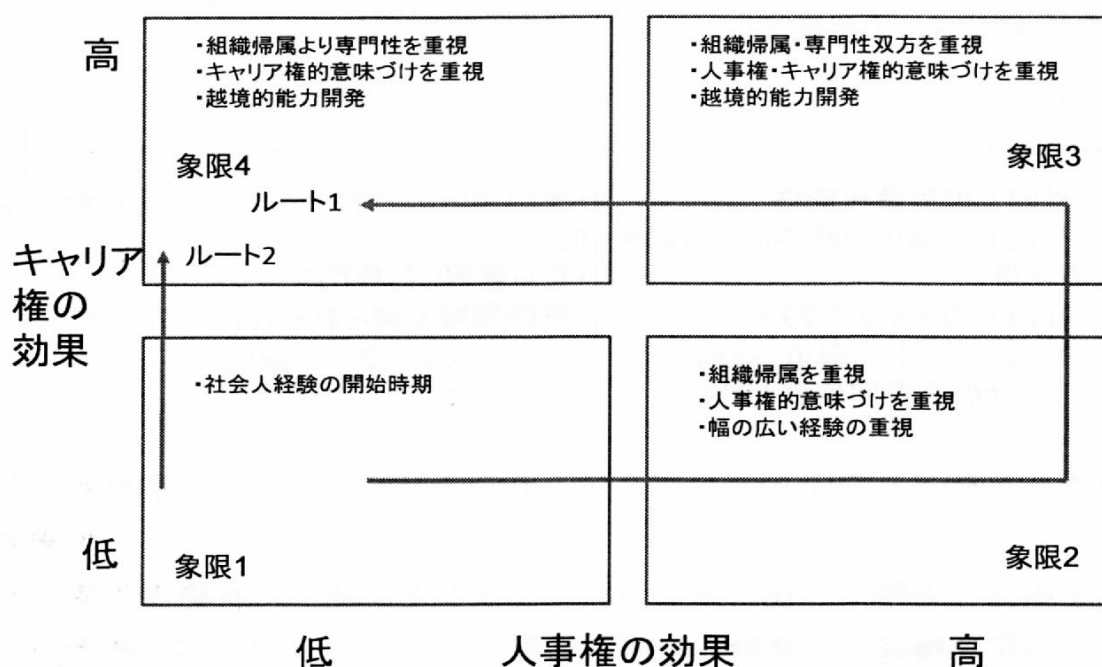 高
・組織帰属より専門性を重視
・キャリア権的意味づけを重視
・越境的能力開発
象限4
ルート1
ルート2
・組織帰属・専門性双方を重視
・人事権・キャリア権的意味づけを重視
・越境的能力開発
象限3
キャリア
権の
効果
・社会人経験の開始時期
象限1
・組織帰属を重視
・人事権的意味づけを重視
・幅の広い経験の重視
象限2
低
低
人事権の効果
高